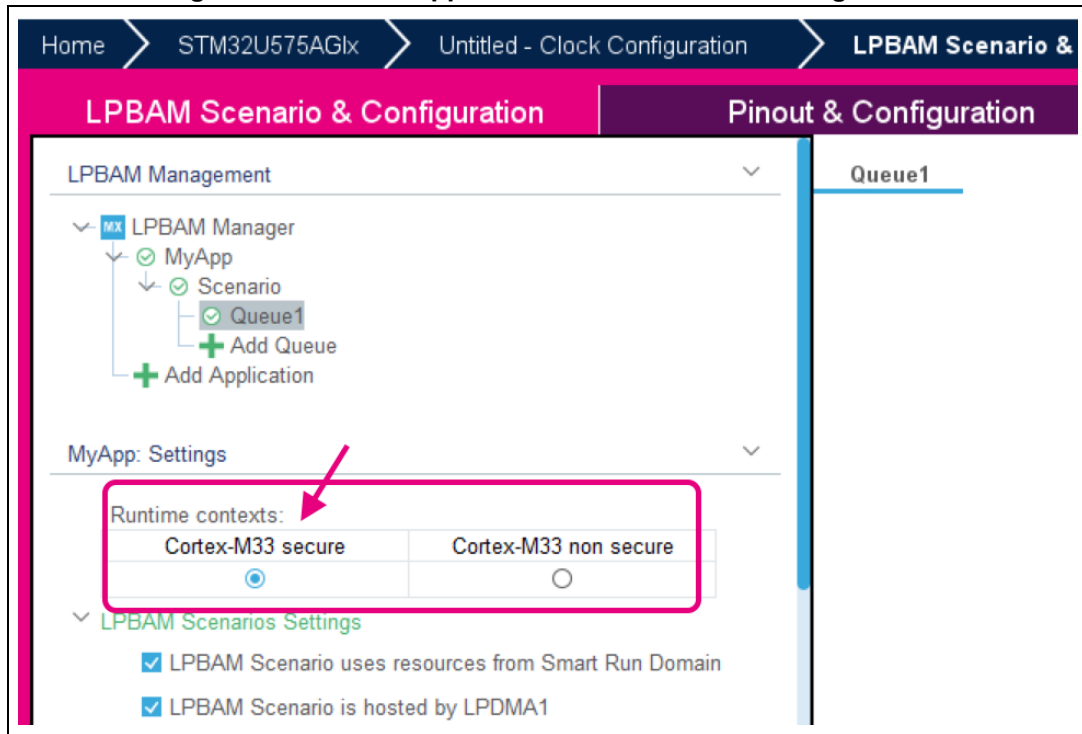 Home STM32U575AGIx Untitled - Clock Configuration LPBAM Scenario &
LPBAM Scenario & Configuration Pinout & Configuration
LPBAM Management
Queue1
MX LPBAM Manager
MyApp
Scenario
Queue1
Add Queue
Add Application
MyApp: Settings
Runtime contexts:
Cortex-M33 secure Cortex-M33 non secure
LPBAM Scenarios Settings
LPBAM Scenario uses resources from Smart Run Domain
LPBAM Scenario is hosted by LPDMA1